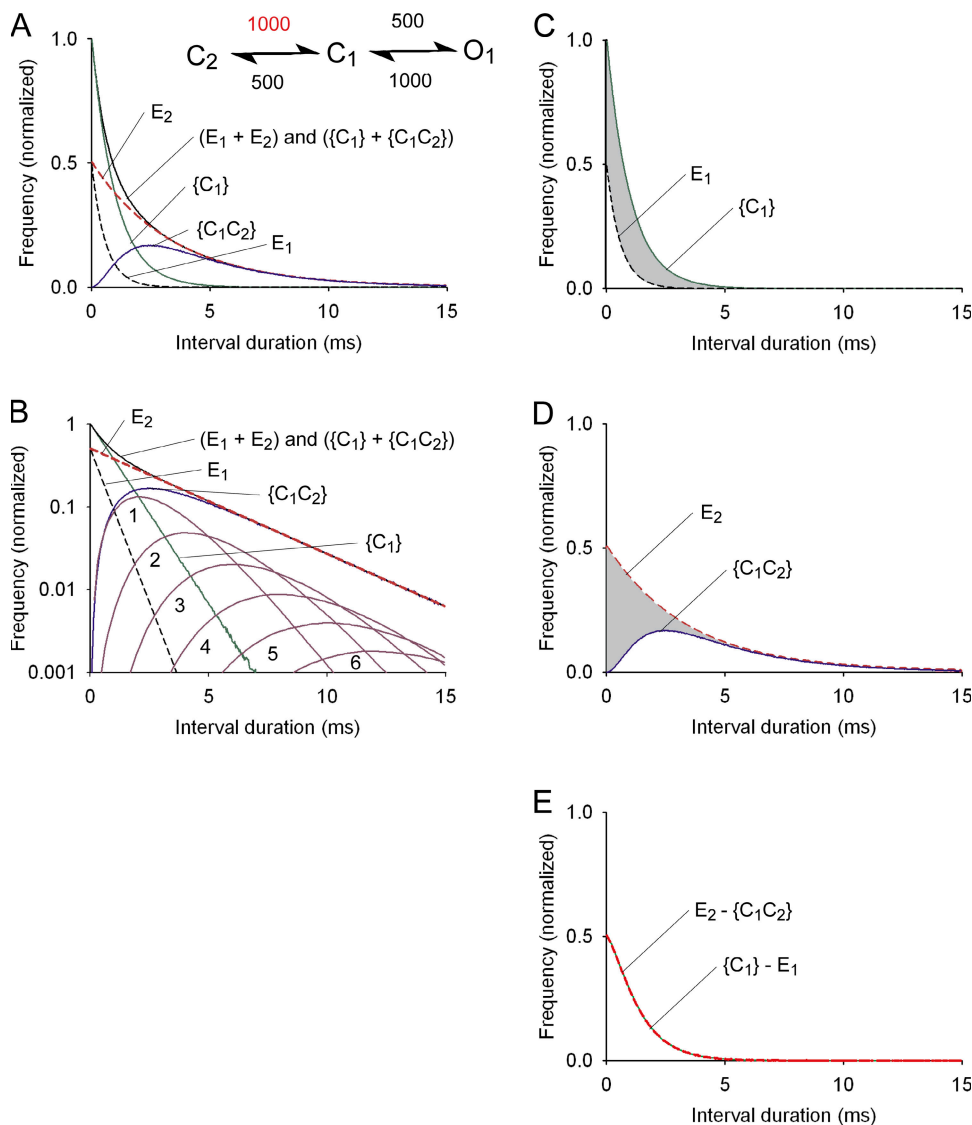 A
1000
500
C2
C1
O1
500
1000
1.0
0.5
0.0
Frequency (normalized)
E2
(E1 + E2) and ({C1} + {C1C2})
{C1}
{C1C2}
E1
0 5 10 15
Interval duration (ms)
C
1.0
0.5
0.0
Frequency (normalized)
E1
{C1}
0 5 10 15
Interval duration (ms)
B
1
0.1
0.01
0.001
Frequency (normalized)
E2
(E1 + E2) and ({C1} + {C1C2})
E1
{C1C2}
{C1}
1
2
3
4
5
6
0 5 10 15
Interval duration (ms)
D
1.0
0.5
0.0
Frequency (normalized)
E2
{C1C2}
0 5 10 15
Interval duration (ms)
E
1.0
0.5
0.0
Frequency (normalized)
E2 - {C1C2}
{C1} - E1
0 5 10 15
Interval duration (ms)